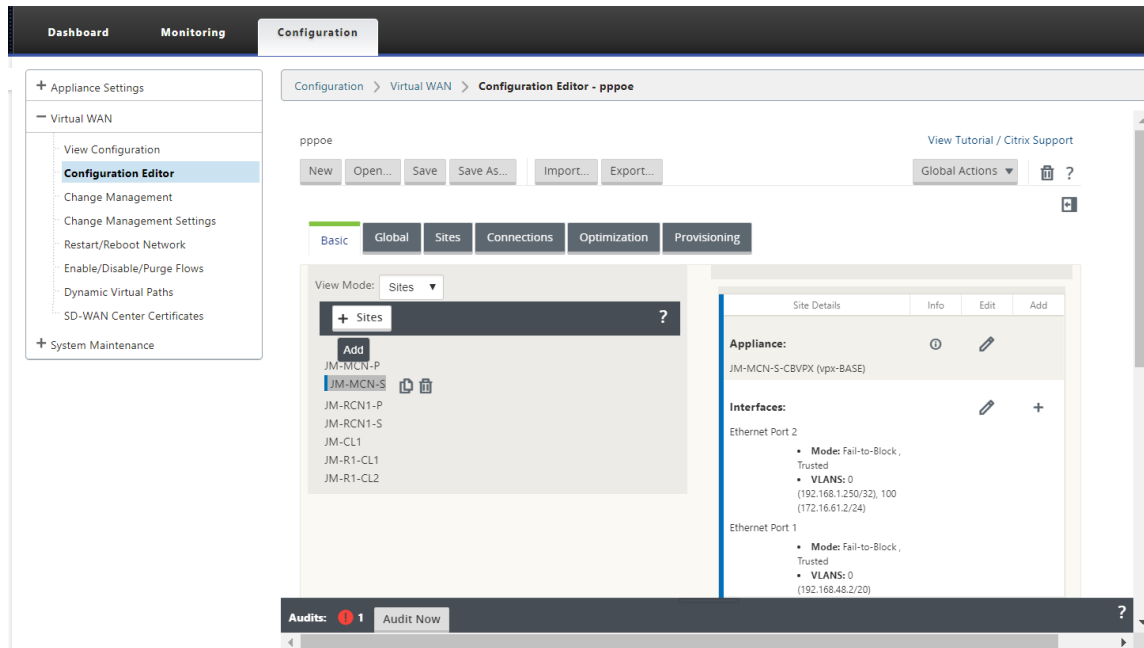 Dashboard Monitoring Configuration
+ Appliance Settings
− Virtual WAN
View Configuration
Configuration Editor
Change Management
Change Management Settings
Restart/Reboot Network
Enable/Disable/Purge Flows
Dynamic Virtual Paths
SD-WAN Center Certificates
+ System Maintenance
Configuration > Virtual WAN > Configuration Editor - pppoe
pppoe
View Tutorial / Citrix Support
New Open... Save Save As... Import... Export... Global Actions ▼ ?
Basic Global Sites Connections Optimization Provisioning
View Mode: Sites ▼
+ Sites ?
Add
JM-MCN-P
JM-MCN-S
JM-RCN1-P
JM-RCN1-S
JM-CL1
JM-R1-CL1
JM-R1-CL2
Site Details Info Edit Add
Appliance:
JM-MCN-S-CBVPX (vpx-BASE)
Interfaces: +
Ethernet Port 2
• Mode: Fail-to-Block ,
Trusted
• VLANS: 0
(192.168.1.250/32), 100
(172.16.61.2/24)
Ethernet Port 1
• Mode: Fail-to-Block ,
Trusted
• VLANS: 0
(192.168.48.2/20)
Audits: ! 1 Audit Now ?